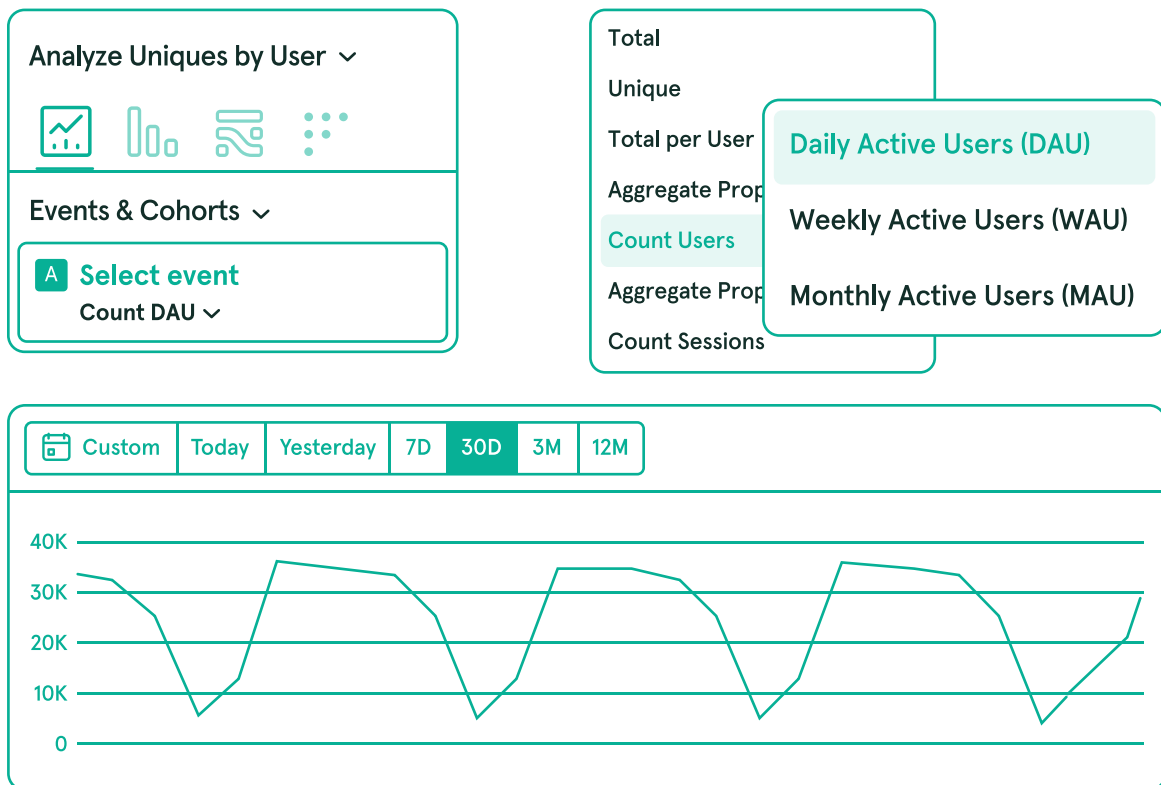 Analyze Uniques by User
Events & Cohorts
A Select event
Count DAU
Total
Unique
Total per User
Aggregate Prop
Count Users
Aggregate Prop
Count Sessions
Daily Active Users (DAU)
Weekly Active Users (WAU)
Monthly Active Users (MAU)
Custom Today Yesterday 7D 30D 3M 12M
40K
30K
20K
10K
0